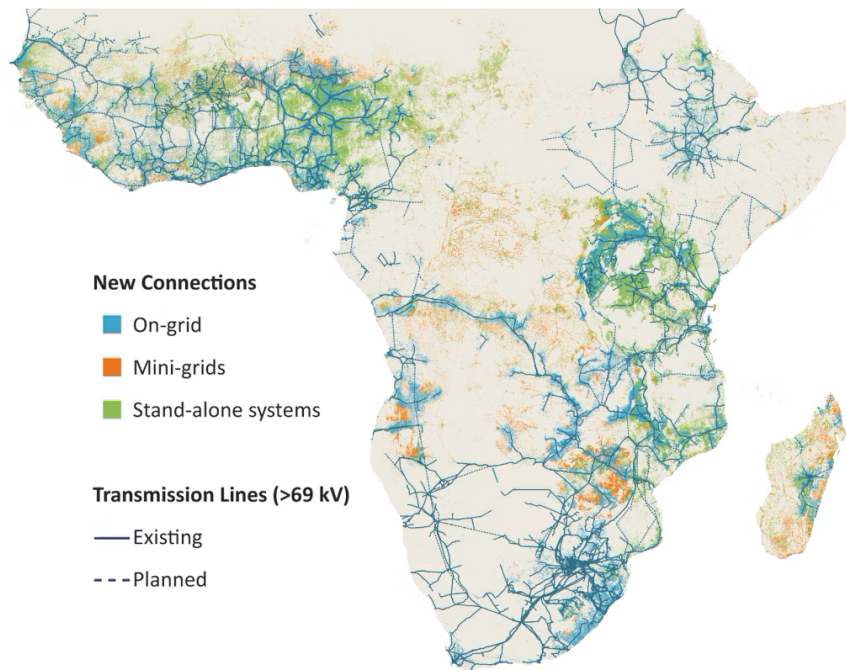 New Connections
On-grid
Mini-grids
Stand-alone systems
Transmission Lines (>69 kV)
Existing
Planned